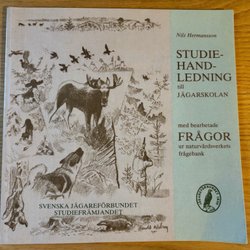 Nils Hermansson
STUDIE-
HAND-
LEDNING
till
JÄGARSKOLAN
med bearbetade
FRÅGOR
ur naturvårdsverkets
frågebank
SVENSKA JÄGAREFÖRBUNDET
STUDIEFRÄMJANDET